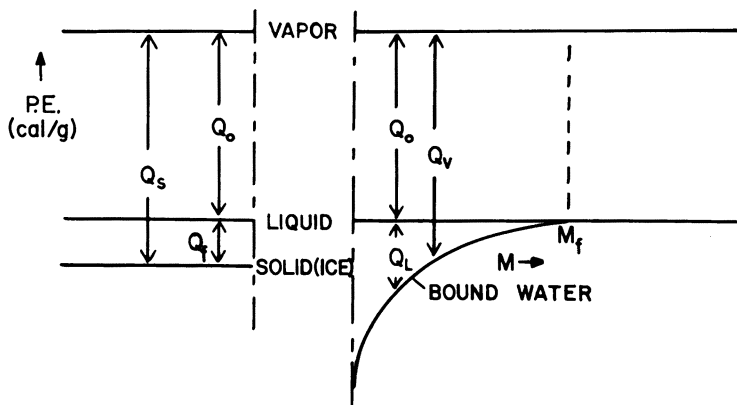 VAPOR
P.E.
(cal/g)
Qs
Qo
Qo
Qv
LIQUID
Qf
SOLID(ICE)
QL
Mf
M →
BOUND WATER